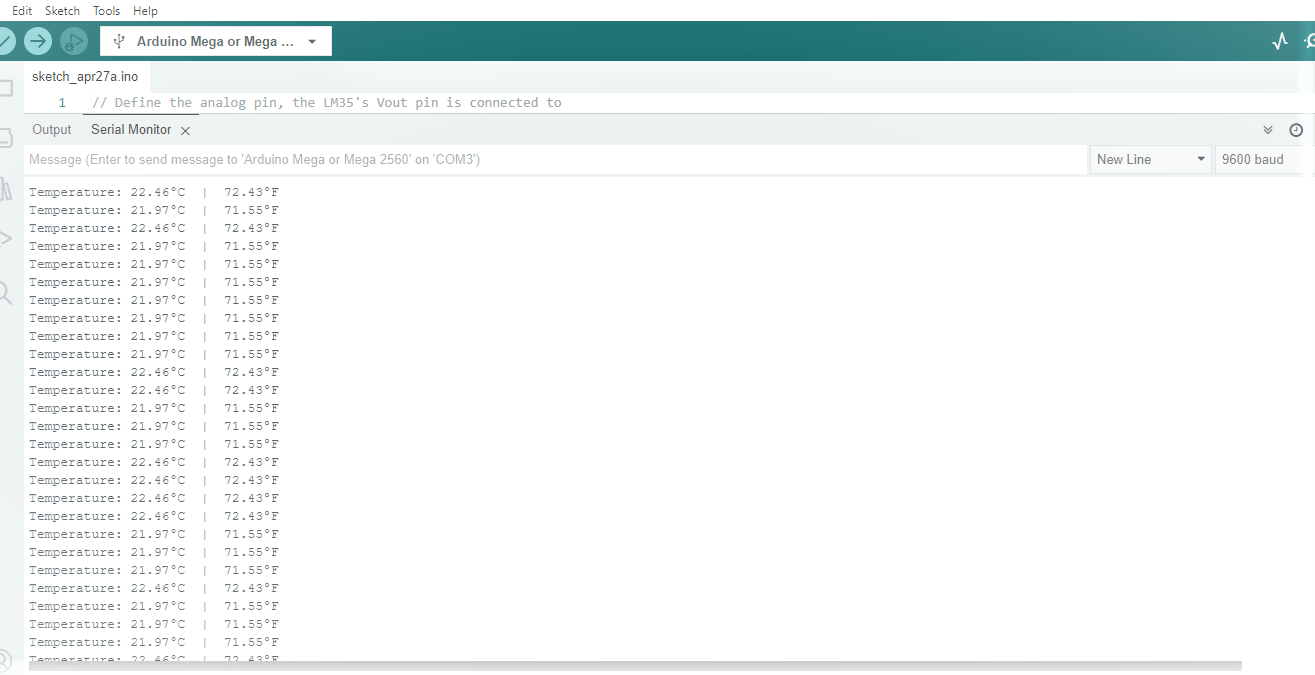 Edit Sketch Tools Help
Arduino Mega or Mega ...
sketch_apr27a.ino
1 // Define the analog pin, the LM35's Vout pin is connected to
Output Serial Monitor
Message (Enter to send message to 'Arduino Mega or Mega 2560' on 'COM3')
New Line
9600 baud
Temperature: 22.46°C | 72.43°F
Temperature: 21.97°C | 71.55°F
Temperature: 22.46°C | 72.43°F
Temperature: 21.97°C | 71.55°F
Temperature: 21.97°C | 71.55°F
Temperature: 21.97°C | 71.55°F
Temperature: 21.97°C | 71.55°F
Temperature: 21.97°C | 71.55°F
Temperature: 21.97°C | 71.55°F
Temperature: 21.97°C | 71.55°F
Temperature: 22.46°C | 72.43°F
Temperature: 22.46°C | 72.43°F
Temperature: 21.97°C | 71.55°F
Temperature: 21.97°C | 71.55°F
Temperature: 21.97°C | 71.55°F
Temperature: 22.46°C | 72.43°F
Temperature: 22.46°C | 72.43°F
Temperature: 22.46°C | 72.43°F
Temperature: 22.46°C | 72.43°F
Temperature: 21.97°C | 71.55°F
Temperature: 21.97°C | 71.55°F
Temperature: 21.97°C | 71.55°F
Temperature: 22.46°C | 72.43°F
Temperature: 21.97°C | 71.55°F
Temperature: 21.97°C | 71.55°F
Temperature: 21.97°C | 71.55°F
Temperature: 22.46°C | 72.43°F